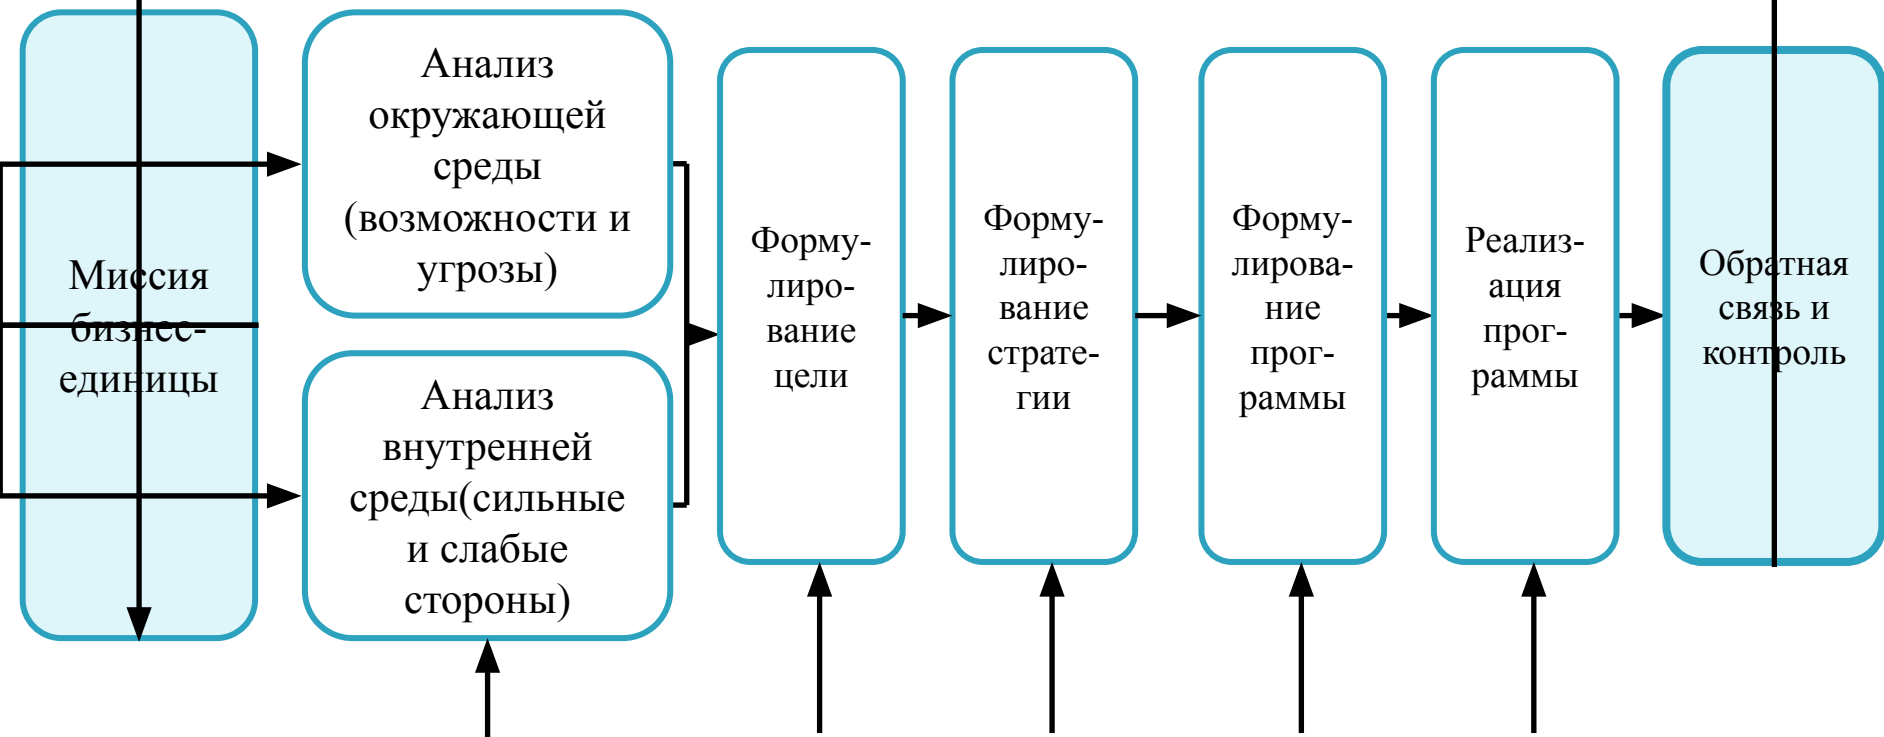 Миссия
бизнес-
единицы
Анализ
окружающей
среды
(возможности и
угрозы)
Анализ
внутренней
среды(сильные
и слабые
стороны)
Форму-
лиро-
вание
цели
Форму-
лиро-
вание
страте-
гии
Форму-
лирова-
ние
прог-
раммы
Реализ-
ация
прог-
раммы
Обратная
связь и
контроль